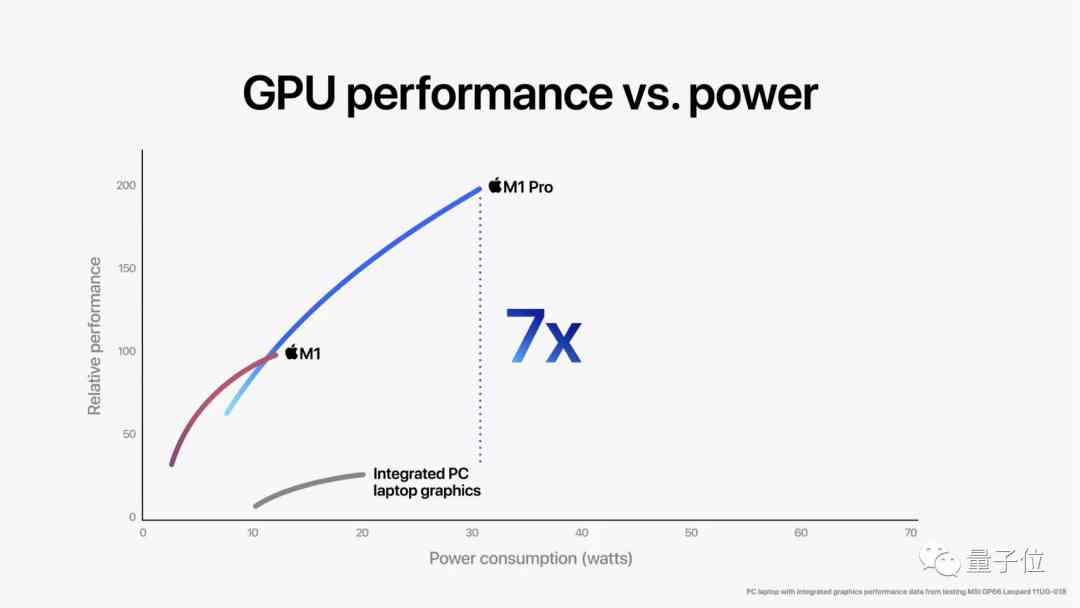 GPU performance vs. power
200
150
100
50
0
Relative performance
M1 Pro
7x
M1
Integrated PC
laptop graphics
0
10
20
30
40
50
60
70
Power consumption (watts)
量子位
PC laptop with integrated graphics performance data from testing MSI GP66 Leopard 11UG-018